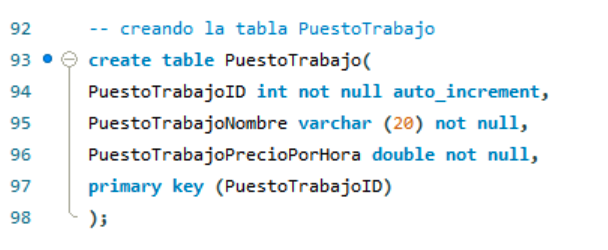 92 -- creando la tabla PuestoTrabajo
93 create table PuestoTrabajo(
94 PuestoTrabajoID int not null auto_increment,
95 PuestoTrabajoNombre varchar (20) not null,
96 PuestoTrabajoPrecioPorHora double not null,
97 primary key (PuestoTrabajoID)
98 );